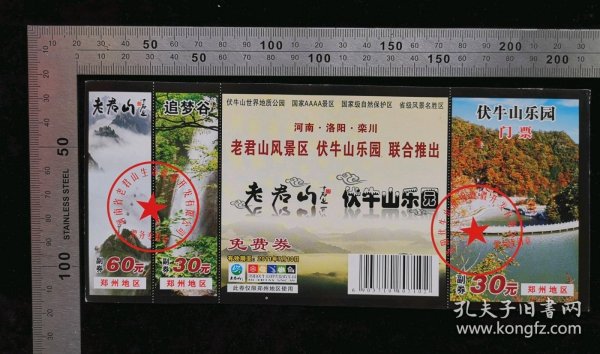 50
100
150
200
50
100
150
200
50
100
STAINLESS STEEL
老君山
副券
60元
郑州地区
追梦谷
副券
30元
郑州地区
伏牛山世界地质公园 国家AAAA景区 国家级自然保护区 省级风景名胜区
河南·洛阳·栾川
老君山风景区 伏牛山乐园 联合推出
老君山 伏牛山乐园
免费券
此券仅限郑州地区使用
伏牛山乐园
门票
副券
30元
郑州地区
孔夫子旧书网
www.kongfz.com